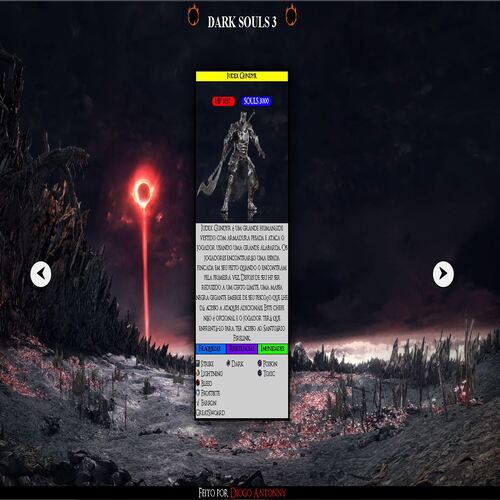 DARK SOULS 3
Iudex Gundyr
HP 1037
SOULS 3000
Iudex Gundyr é um grande humanoide
vestido com armadura pesada e ataca o
jogador usando uma grande alabarda. Os
jogadores encontrarão uma espada
fincada em seu peito quando o encontram
pela primeira vez. Depois de seu HP ser
reduzido a um certo limite, uma massa
negra gigante emerge de seu pescoço que lhe
dá acesso a ataques adicionais. Este chefe
não é opcional e o jogador terá que
enfrentá-lo para ter acesso ao Santuário
Firelink.
Fraquezas Resistências Imunidades
Strike Dark Poison
Lightning Toxic
Bleed
Frostbite
Farron
Greatsword
Feito por Diogo Antonny